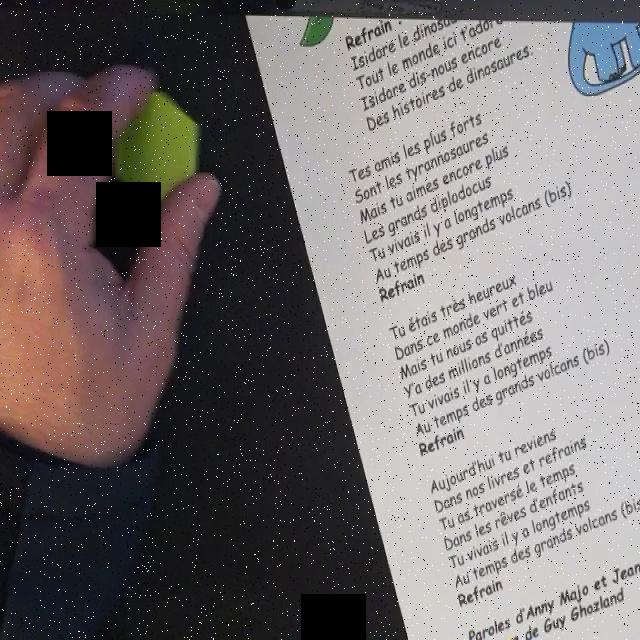 Refrain :
Isidore le dinosaure
Tout le monde ici t'adore
Isidore dis-nous encore
Des histoires de dinosaures.
Tes amis les plus forts
Sont les tyrannosaures
Mais tu aimes encore plus
Les grands diplodocus
Tu vivais il y a longtemps
Au temps des grands volcans (bis)
Refrain
Tu étais très heureux
Dans ce monde vert et bleu
Mais tu nous as quittés
Y'a des millions d'années
Tu vivais il y a longtemps
Au temps des grands volcans (bis)
Refrain
Aujourd'hui tu reviens
Dans nos livres et refrains
Tu as traversé le temps
Dans les rêves d'enfants
Tu vivais il y a longtemps
Au temps des grands volcans (bis
Refrain
Paroles d'Anny Majo et Jean
de Guy Ghozland